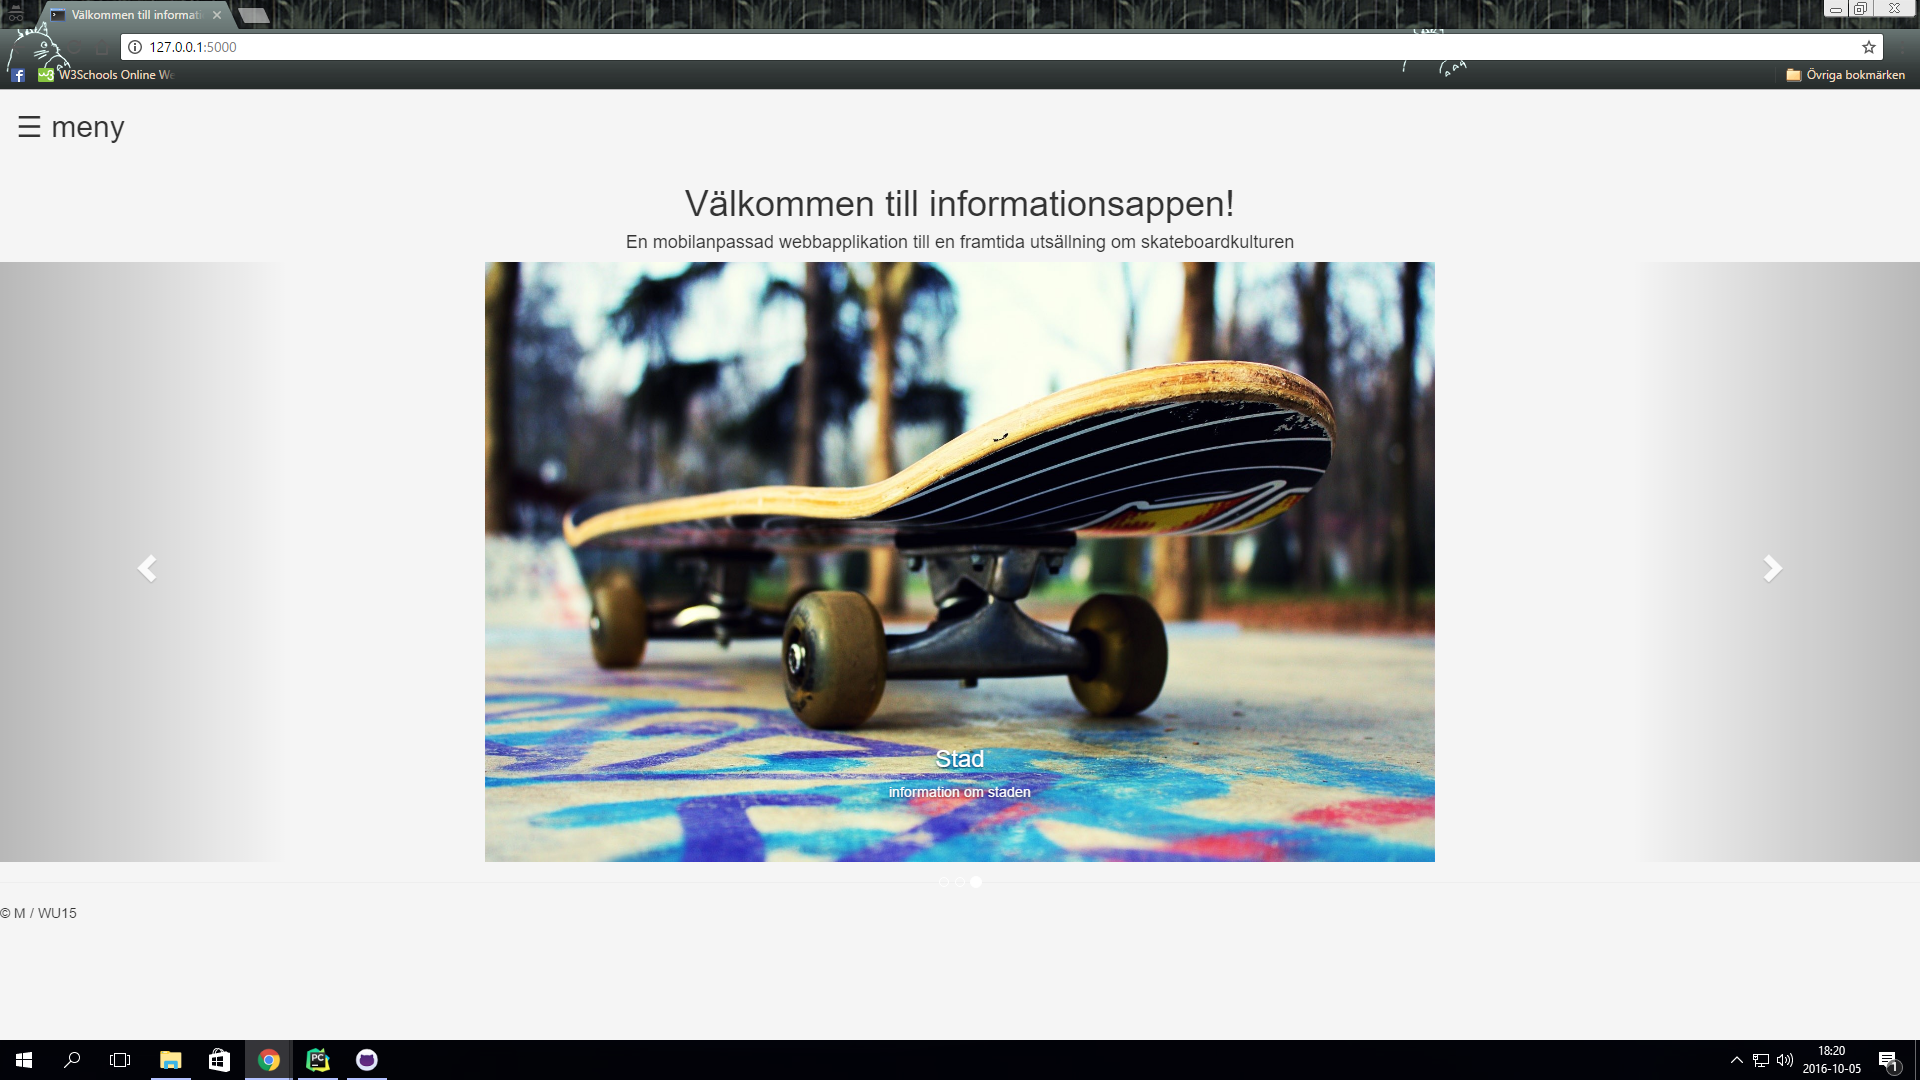 Välkommen till informati
127.0.0.1:5000
W3Schools Online We
Övriga bokmärken
☰ meny
Välkommen till informationsappen!
En mobilanpassad webbapplikation till en framtida utsällning om skateboardkulturen
Stad
information om staden
© M / WU15
18:20
2016-10-05
1